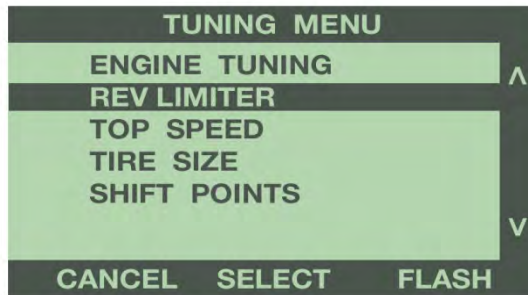 TUNING MENU
ENGINE TUNING
REV LIMITER
TOP SPEED
TIRE SIZE
SHIFT POINTS
CANCEL SELECT FLASH